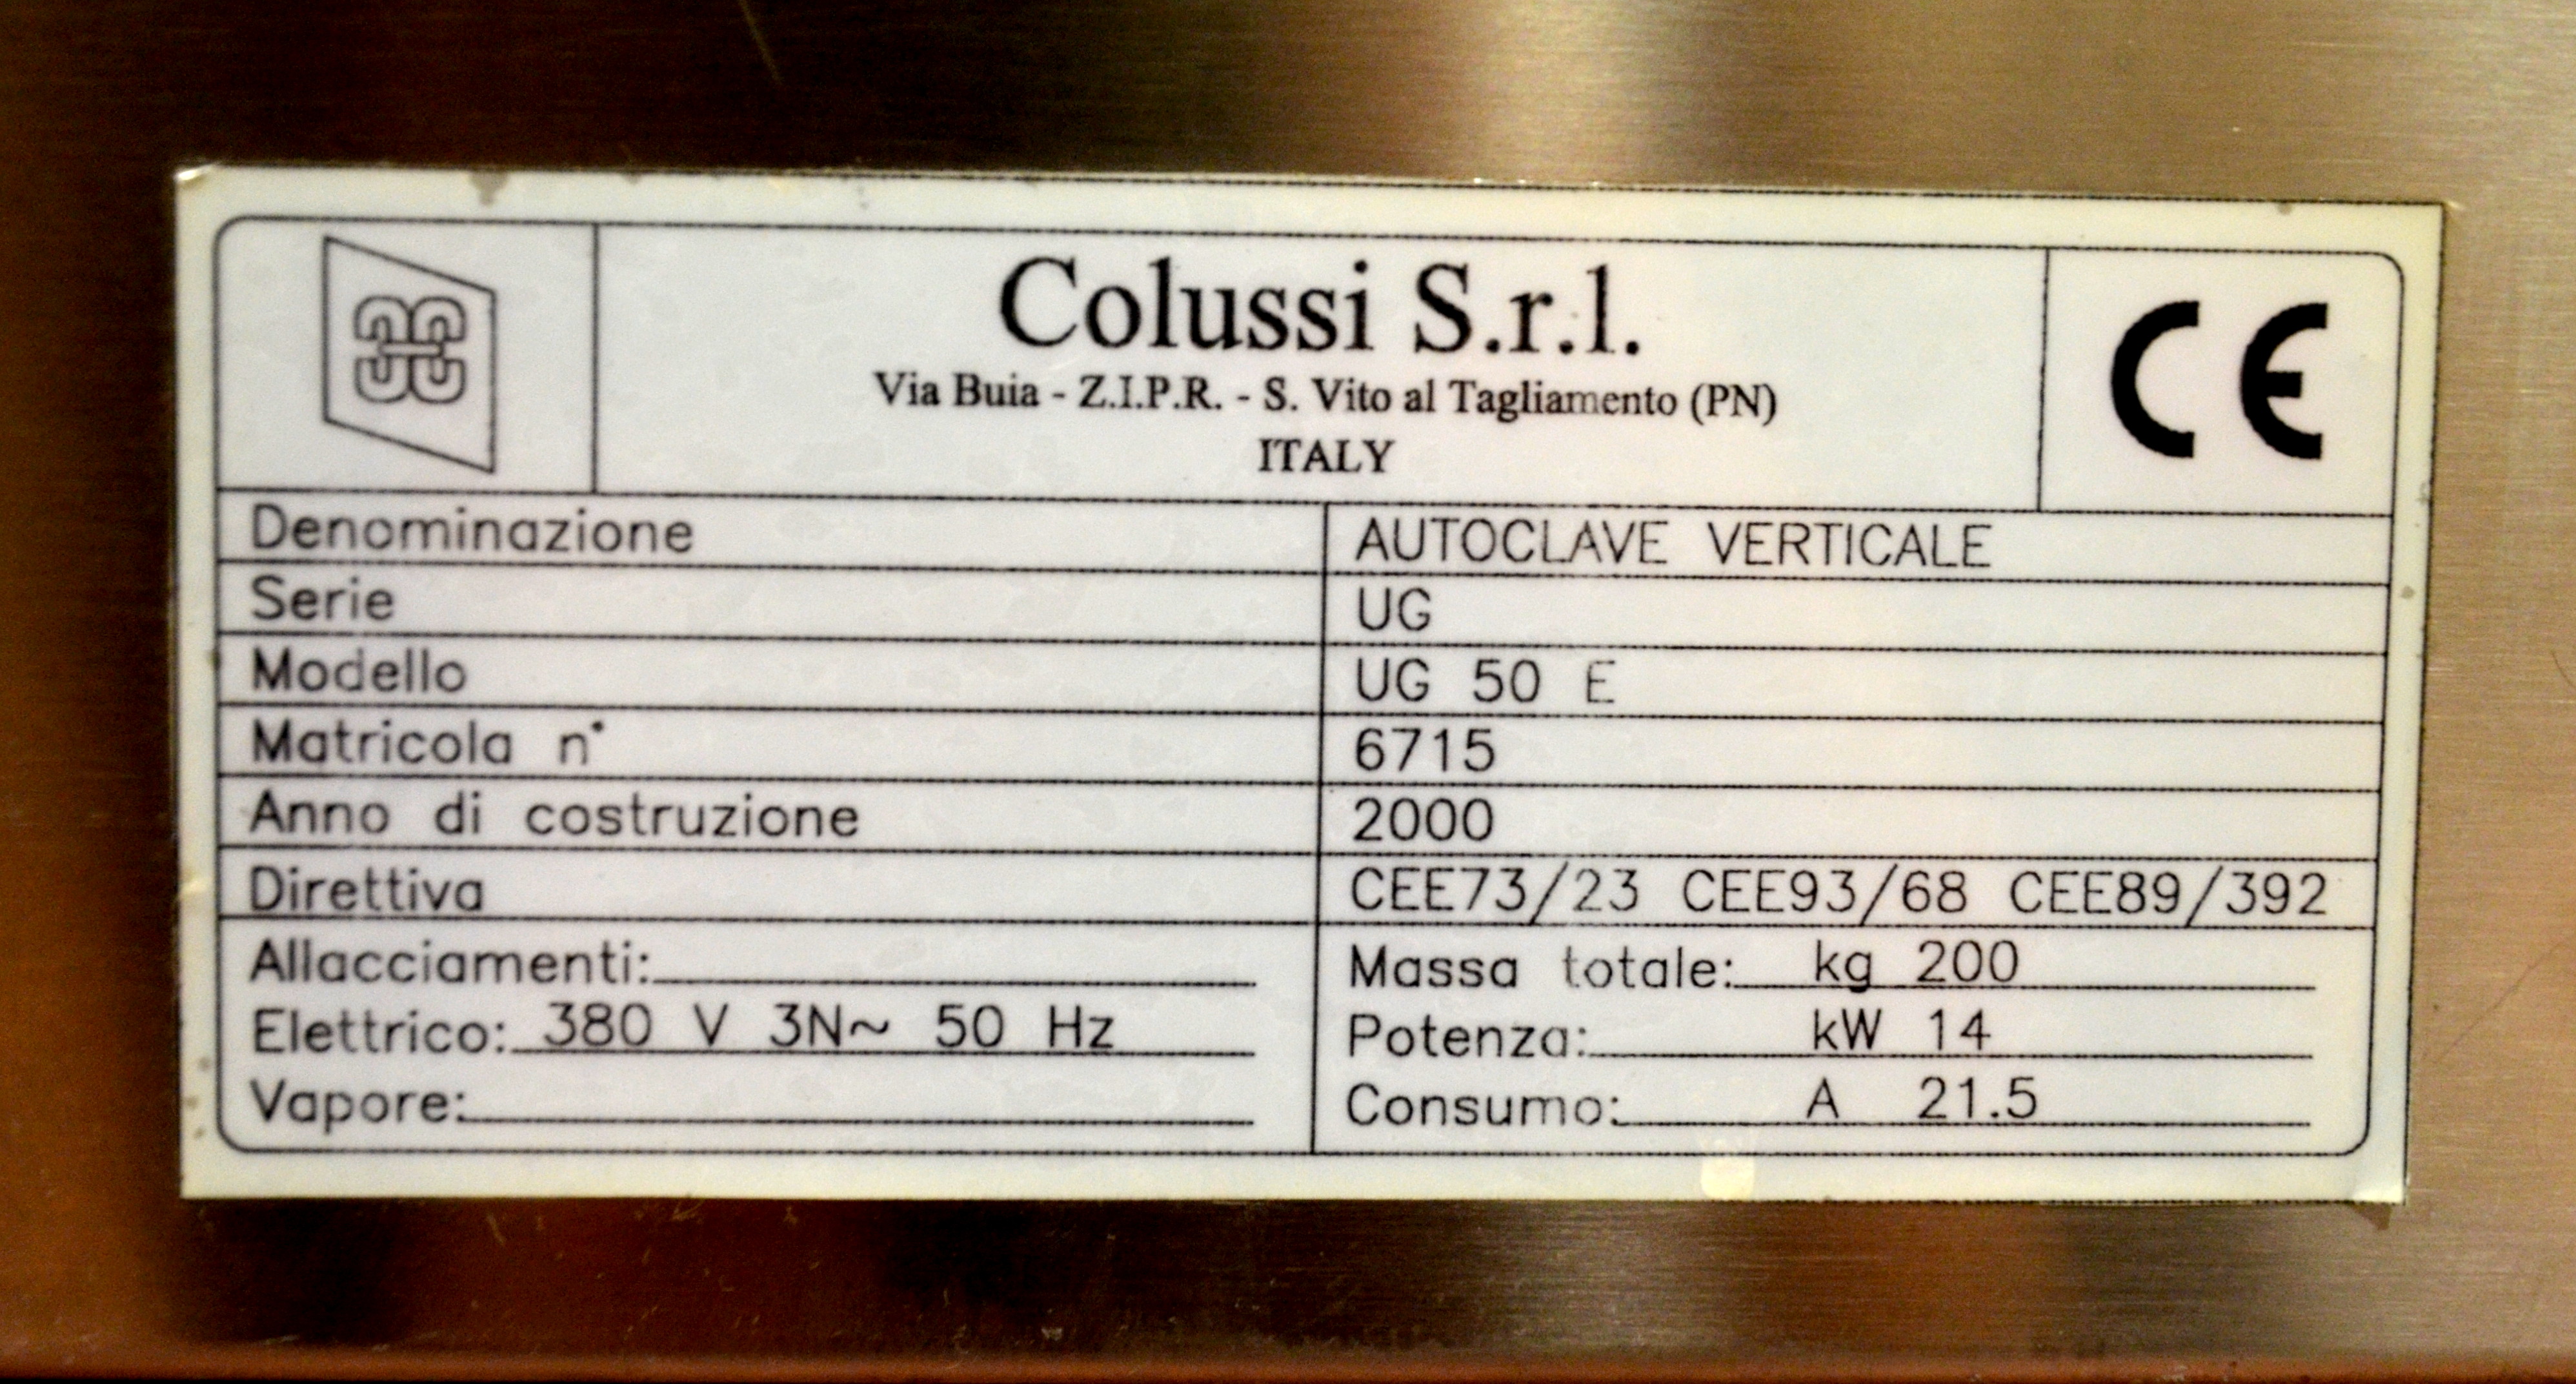 Colussi S.r.l.
Via Buia - Z.I.P.R. - S. Vito al Tagliamento (PN)
ITALY
CE
Denominazione AUTOCLAVE VERTICALE
Serie UG
Modello UG 50 E
Matricola n° 6715
Anno di costruzione 2000
Direttiva CEE73/23 CEE93/68 CEE89/392
Allacciamenti: Massa totale: kg 200
Elettrico: 380 V 3N~ 50 Hz Potenza: kW 14
Vapore: Consumo: A 21.5